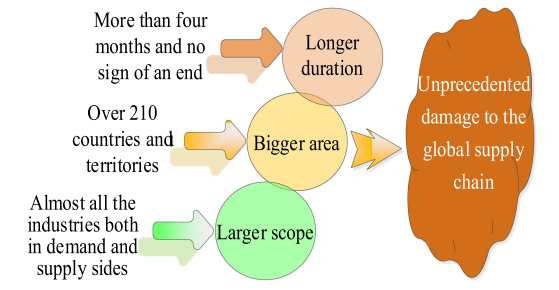 More than four
months and no
sign of an end
Longer
duration
Over 210
countries and
territories
Bigger area
Almost all the
industries both
in demand and
supply sides
Larger scope
Unprecedented
damage to the
global supply
chain